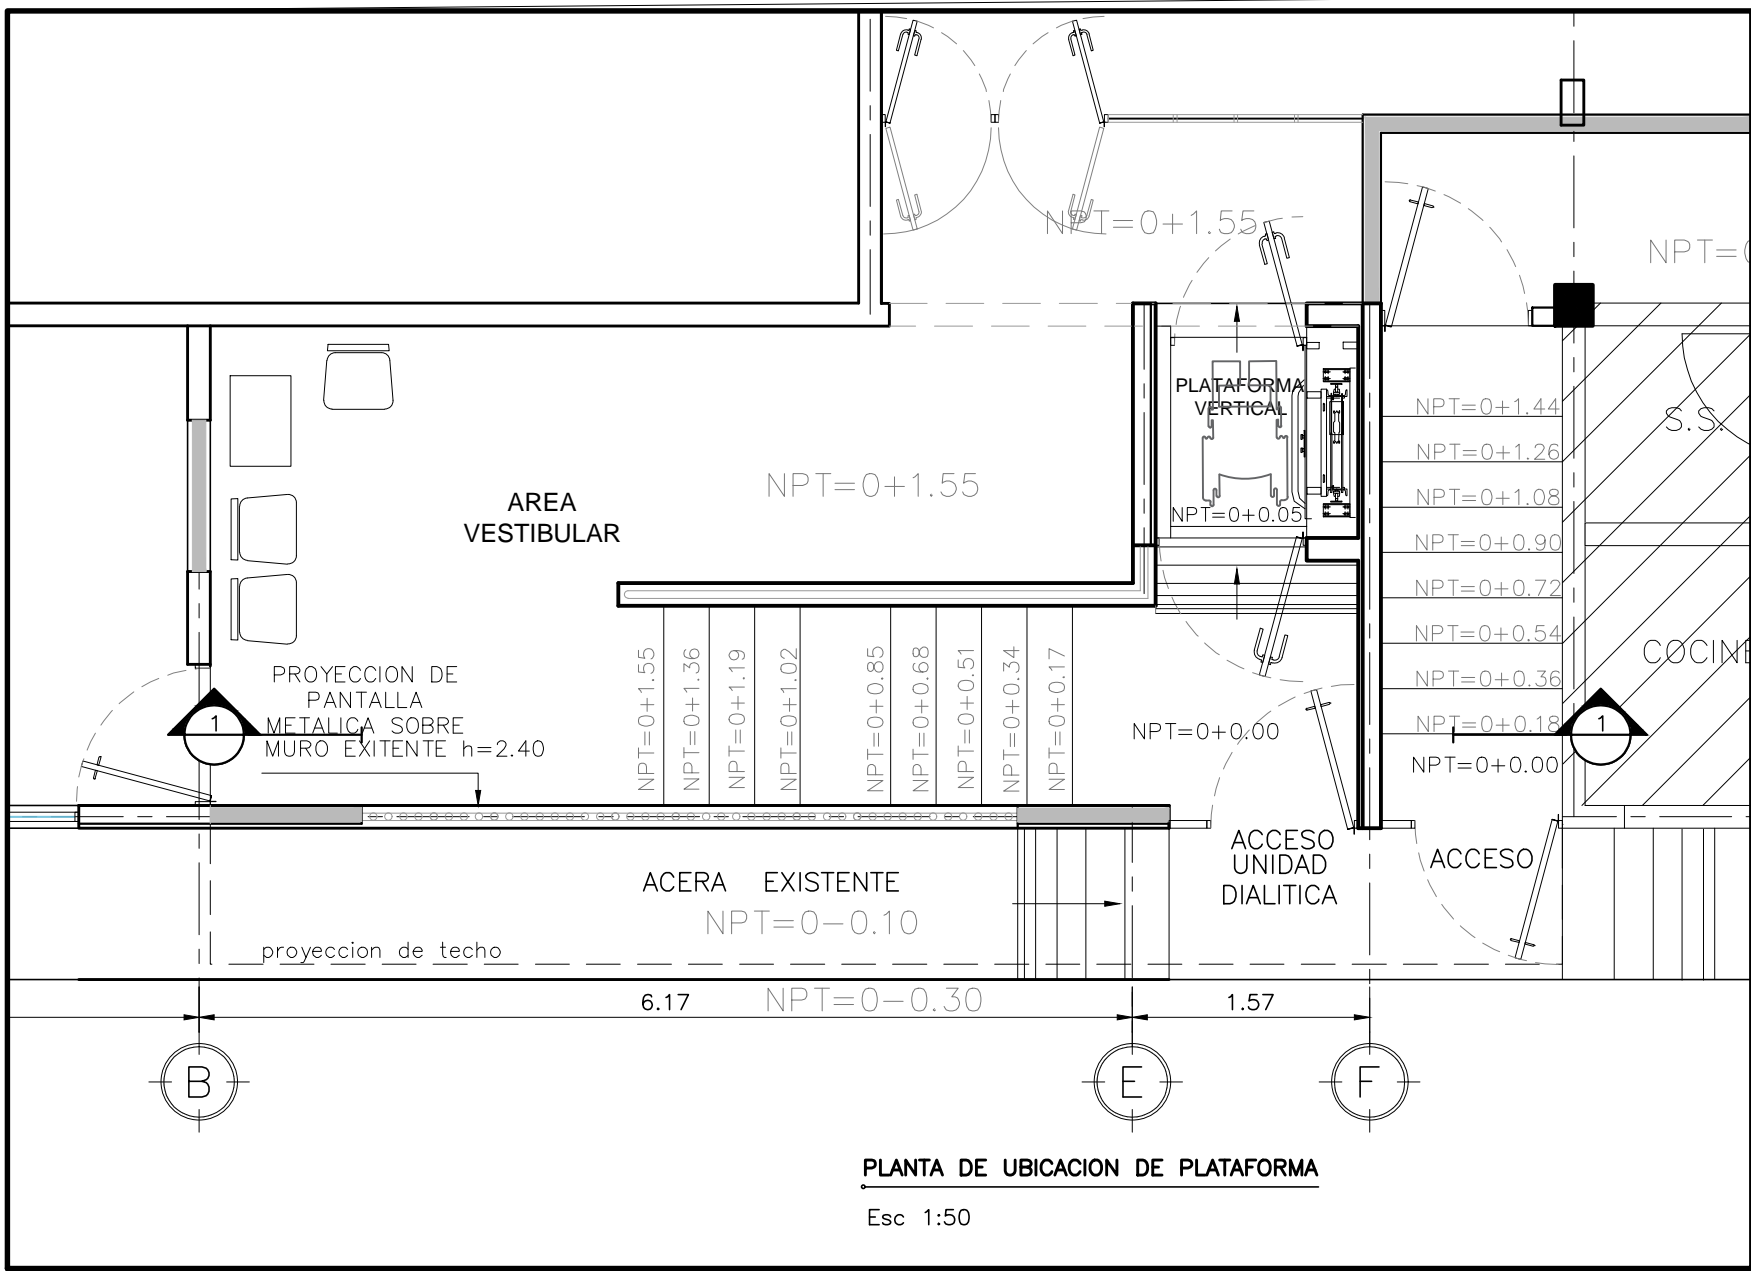 NPT=0+1.55
NPT=0
PLATAFORMA
VERTICAL
NPT=0+1.44
S.S.
NPT=0+1.26
NPT=0+1.55
AREA
VESTIBULAR
NPT=0+1.08
NPT=0+0.05
NPT=0+0.90
NPT=0+0.72
NPT=0+0.54
COCINE
NPT=0+0.36
NPT=0+0.18
NPT=0+1.55
NPT=0+1.36
NPT=0+1.19
NPT=0+1.02
NPT=0+0.85
NPT=0+0.68
NPT=0+0.51
NPT=0+0.34
NPT=0+0.17
PROYECCION DE
PANTALLA
METALICA SOBRE
MURO EXITENTE h=2.40
1
NPT=0+0.00
1
NPT=0+0.00
ACCESO
UNIDAD
DIALITICA
ACCESO
ACERA EXISTENTE
NPT=0-0.10
proyeccion de techo
6.17
NPT=0-0.30
1.57
B
E
F
PLANTA DE UBICACION DE PLATAFORMA
Esc 1:50